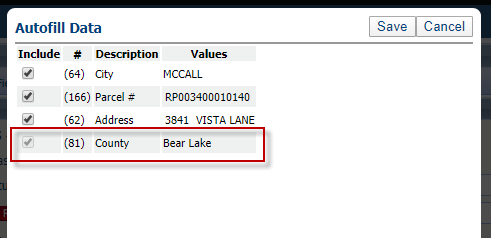 Autofill Data
Save Cancel
Include # Description Values
(64) City MCCALL
(166) Parcel # RP003400010140
(62) Address 3841 VISTA LANE
(81) County Bear Lake